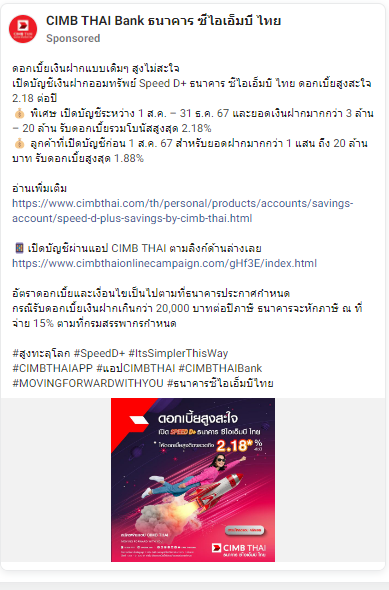 CIMB THAI Bank ธนาคาร ซีไอเอ็มบี ไทย
Sponsored
ดอกเบี้ยเงินฝากแบบเดิมๆ สูงไม่สะใจ
เปิดบัญชีเงินฝากออมทรัพย์ Speed D+ ธนาคาร ซีไอเอ็มบี ไทย ดอกเบี้ยสูงสะใจ
2.18 ต่อปี
💰 พิเศษ เปิดบัญชีระหว่าง 1 ส.ค. – 31 ธ.ค. 67 และยอดเงินฝากมากกว่า 3 ล้าน
– 20 ล้าน รับดอกเบี้ยรวมโบนัสสูงสุด 2.18%
💰 ลูกค้าที่เปิดบัญชีก่อน 1 ส.ค. 67 สำหรับยอดฝากมากกว่า 1 แสน ถึง 20 ล้าน
บาท รับดอกเบี้ยสูงสุด 1.88%
อ่านเพิ่มเติม
https://www.cimbthai.com/th/personal/products/accounts/savings-
account/speed-d-plus-savings-by-cimb-thai.html
เปิดบัญชีผ่านแอป CIMB THAI ตามลิงก์ด้านล่างเลย
https://www.cimbthaionlinecampaign.com/gHf3E/index.html
อัตราดอกเบี้ยและเงื่อนไขเป็นไปตามที่ธนาคารประกาศกำหนด
กรณีรับดอกเบี้ยเงินฝากเกินกว่า 20,000 บาทต่อปีภาษี ธนาคารจะหักภาษี ณ ที่
จ่าย 15% ตามที่กรมสรรพากรกำหนด
#สูงทะลุโลก #SpeedD+ #ItsSimplerThisWay
#CIMBTHAIAPP #แอปCIMBTHAI #CIMBTHAIBank
#MOVINGFORWARDWITHYOU #ธนาคารซีไอเอ็มบีไทย
ดอกเบี้ยสูงสะใจ
เปิด SPEED D+ ธนาคาร ซีไอเอ็มบี ไทย
2.18*%
ต่อปี
CIMB THAI
ธนาคาร ซีไอเอ็มบี ไทย